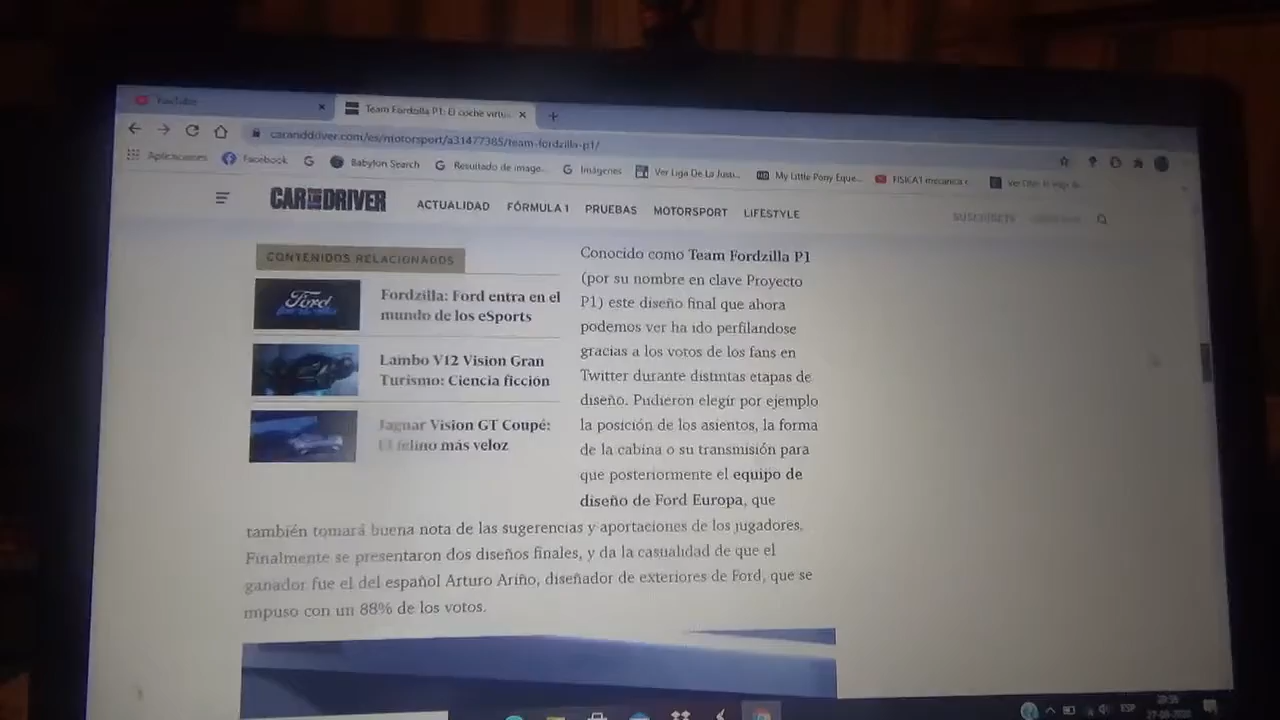 YouTube
Team Fordzilla P1: El coche virtu
caranddriver.com/es/motorsport/a31477385/team-fordzilla-p1/
Aplicaciones Facebook Babylon Search Resultado de image... Imágenes Ver Liga De La Justi... My Little Pony Eque... FISICA1 mecanica c
CAR AND DRIVER ACTUALIDAD FÓRMULA 1 PRUEBAS MOTORSPORT LIFESTYLE SUSCRÍBETE
CONTENIDOS RELACIONADOS
Ford
Fordzilla: Ford entra en el
mundo de los eSports
Lambo V12 Vision Gran
Turismo: Ciencia ficción
Jaguar Vision GT Coupé:
El felino más veloz
Conocido como Team Fordzilla P1
(por su nombre en clave Proyecto
P1) este diseño final que ahora
podemos ver ha ido perfilandose
gracias a los votos de los fans en
Twitter durante distintas etapas de
diseño. Pudieron elegir por ejemplo
la posición de los asientos, la forma
de la cabina o su transmisión para
que posteriormente el equipo de
diseño de Ford Europa, que
también tomará buena nota de las sugerencias y aportaciones de los jugadores.
Finalmente se presentaron dos diseños finales, y da la casualidad de que el
ganador fue el del español Arturo Ariño, diseñador de exteriores de Ford, que se
impuso con un 88% de los votos.
ESP